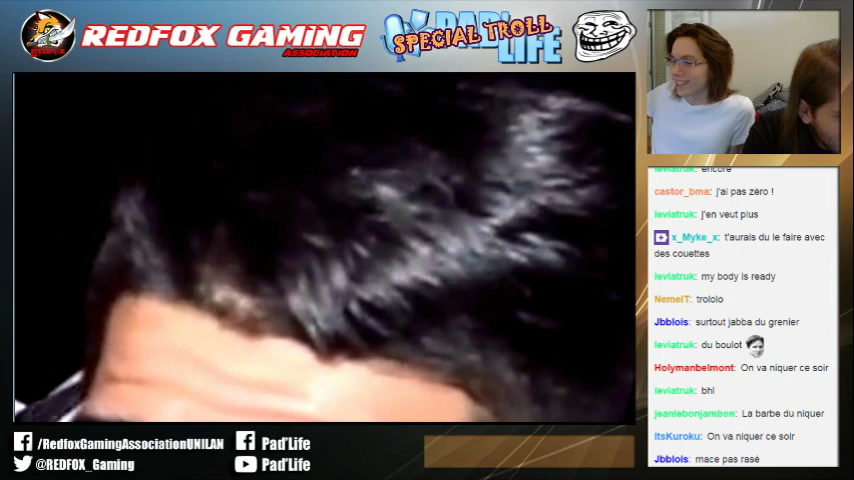 REDFOX GAMING
ASSOCIATION
PAD'
LIFE
SPECIAL TROLL
REDFOX
leviatruk: encore
castor_bma: j'ai pas zéro !
leviatruk: j'en veut plus
x_Myke_x: t'aurais du le faire avec
des couettes
leviatruk: my body is ready
NemeIT: trololo
Jbblois: surtout jabba du grenier
leviatruk: du boulot
Holymanbelmont: On va niquer ce soir
leviatruk: bhl
jeanlebonjambon: La barbe du niquer
ItsKuroku: On va niquer ce soir
Jbblois: mace pas rasé
/RedfoxGamingAssociationUNILAN
Pad'Life
@REDFOX_Gaming
Pad'Life